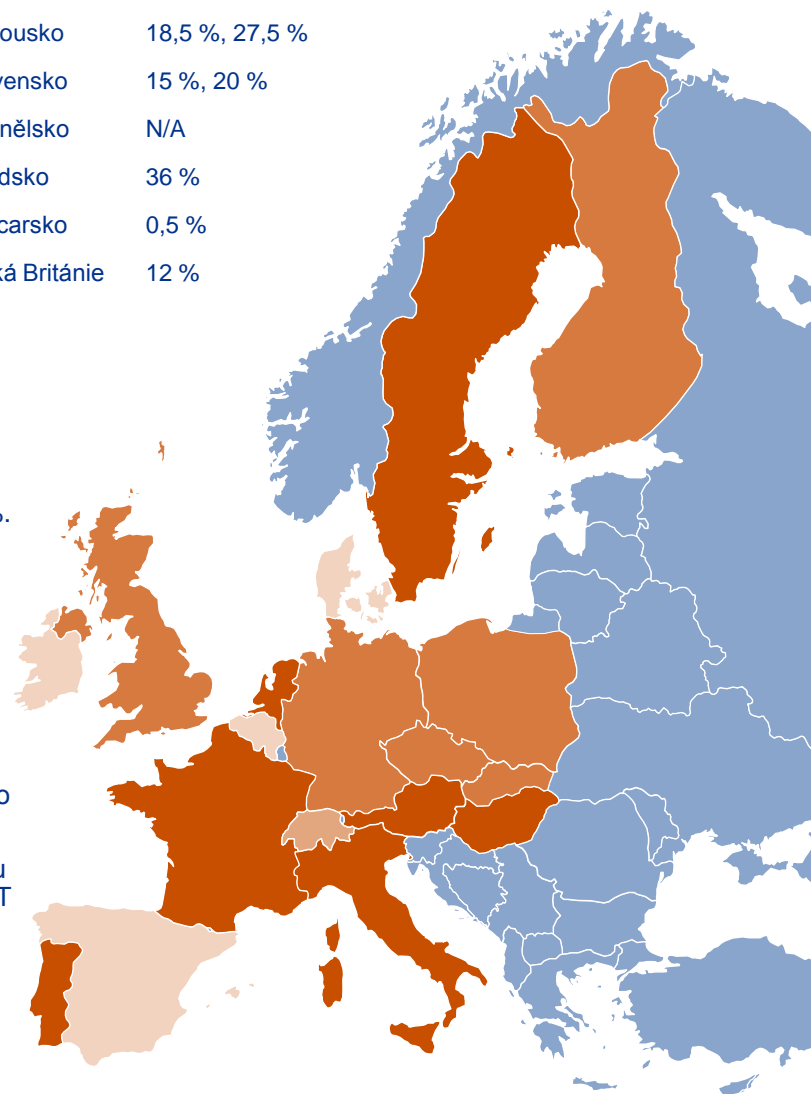 ousko 18,5 %, 27,5 %
vensko 15 %, 20 %
nělsko N/A
dsko 36 %
carsko 0,5 %
ká Británie 12 %
.
o
u
T